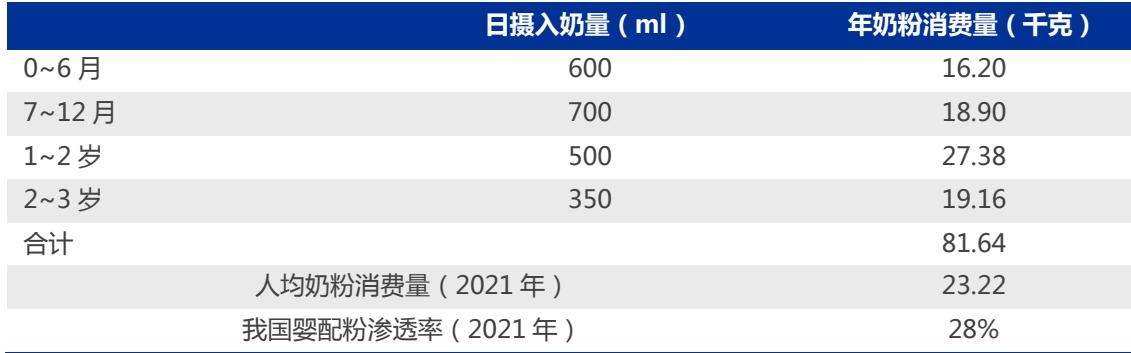 日摄入奶量（ml） 年奶粉消费量（千克）
0~6 月 600 16.20
7~12 月 700 18.90
1~2 岁 500 27.38
2~3 岁 350 19.16
合计 81.64
人均奶粉消费量（2021 年） 23.22
我国婴配粉渗透率（2021 年） 28%